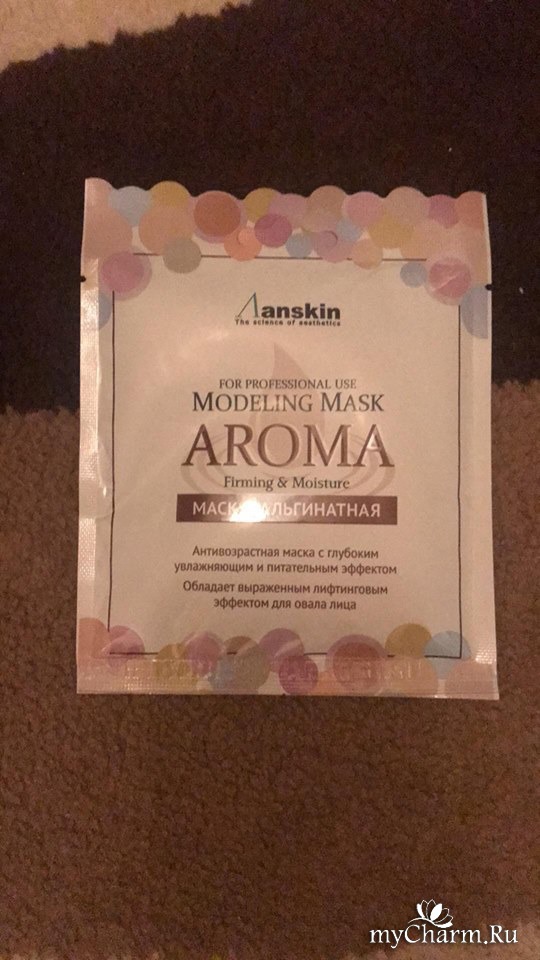 Aanskin
The science of aesthetics
FOR PROFESSIONAL USE
MODELING MASK
AROMA
Firming & Moisture
МАСКА АЛЬГИНАТНАЯ
Антивозрастная маска с глубоким
увлажняющим и питательным эффектом
Обладает выраженным лифтинговым
эффектом для овала лица
myCharm.Ru